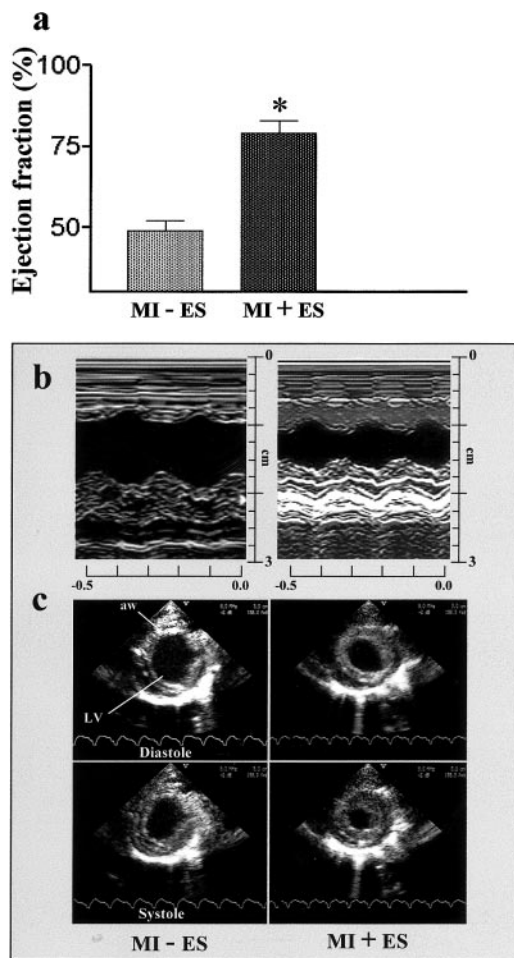 a
Ejection fraction (%)
100
75
50
*
MI - ES MI + ES
b
0
cm
3
0
cm
3
-0.5 0.0 -0.5 0.0
c
aw
LV
Diastole
Systole
MI - ES MI + ES